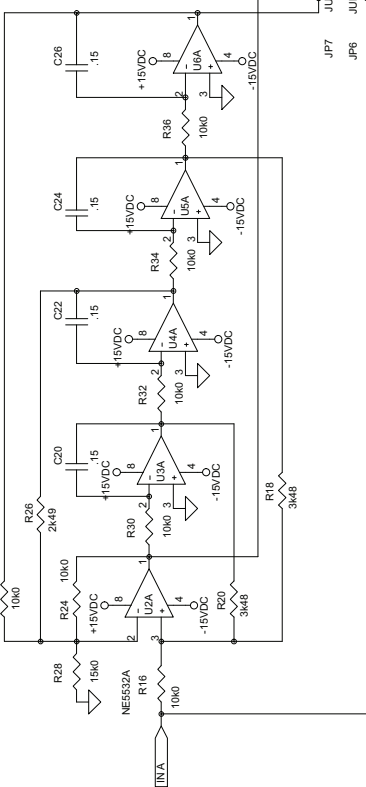 IN A
R16
10k0
NE5532A
R28
15k0
R24
10k0
10k0
R26
2k49
+15VDC
8
2
-
U2A
1
3
+
4
-15VDC
R20
3k48
R18
3k48
R30
10k0
C20
.15
+15VDC
8
2
-
U3A
1
3
+
4
-15VDC
R32
10k0
C22
.15
+15VDC
8
2
-
U4A
1
3
+
4
-15VDC
R34
10k0
C24
.15
+15VDC
8
2
-
U5A
1
3
+
4
-15VDC
R36
10k0
C26
.15
+15VDC
8
2
-
U6A
1
3
+
4
-15VDC
JP7
JP6